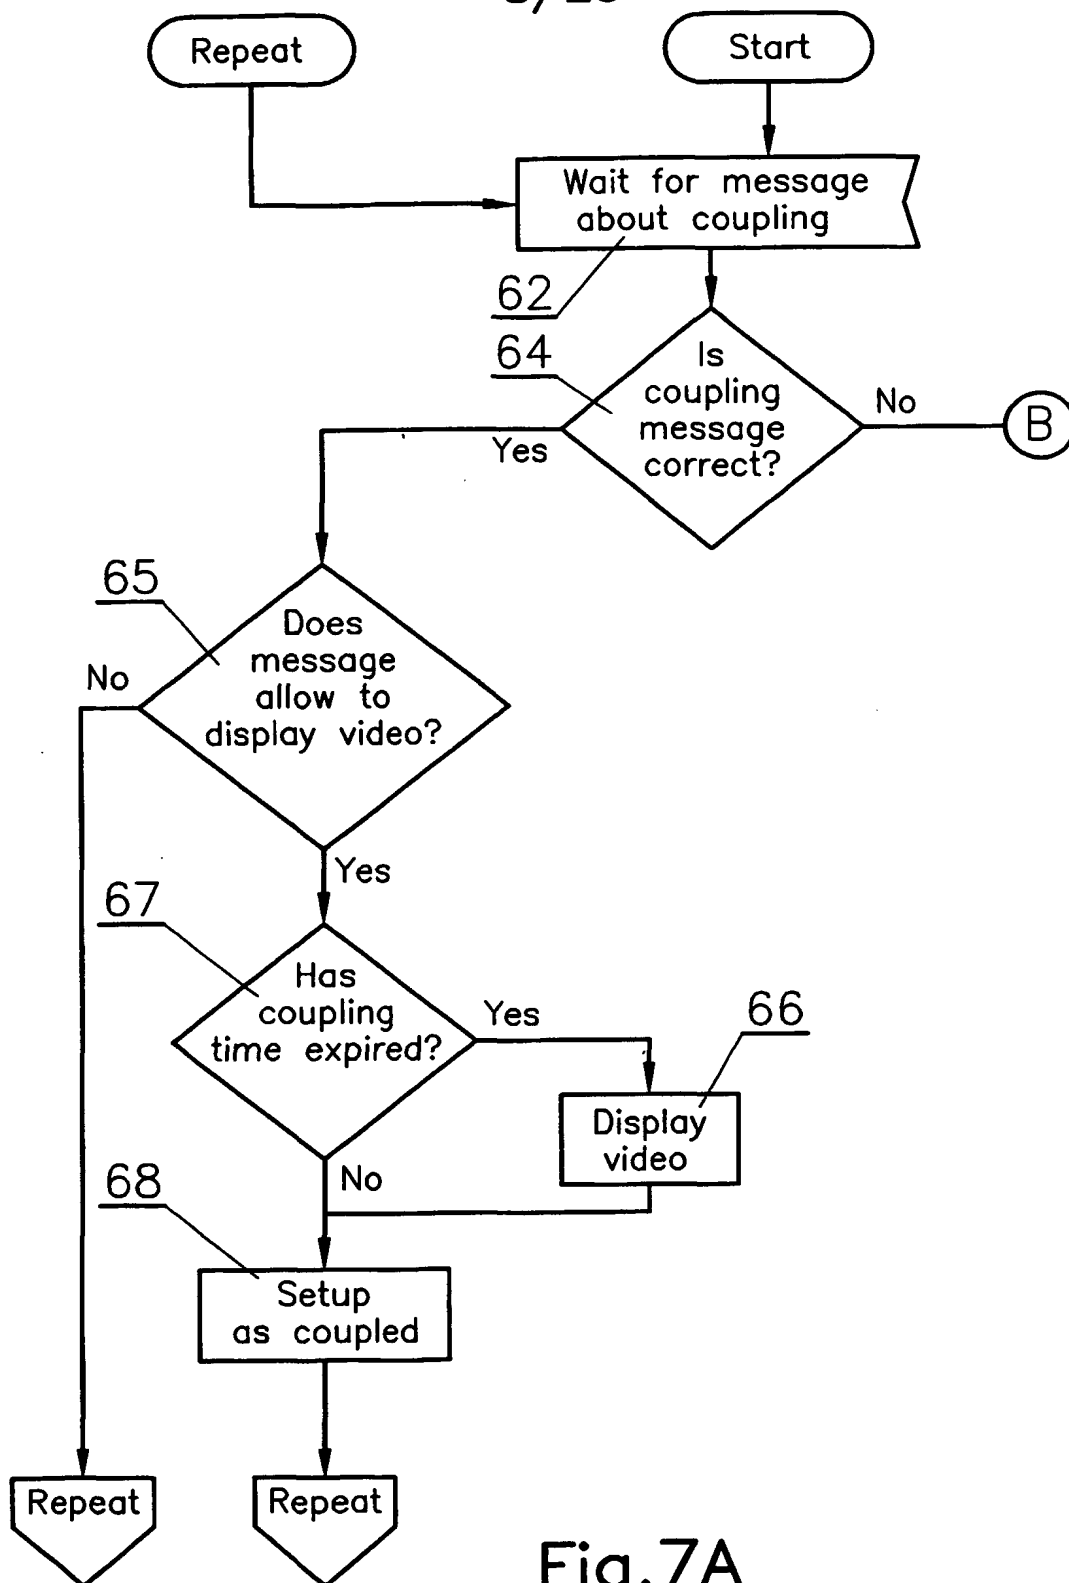 Repeat
Start
Wait for message
about coupling
62
64
Is
coupling
message
correct?
No
B
Yes
65
Does
message
allow to
display video?
No
Yes
67
Has
coupling
time expired?
Yes
66
Display
video
No
68
Setup
as coupled
Repeat
Repeat
Fig.7A